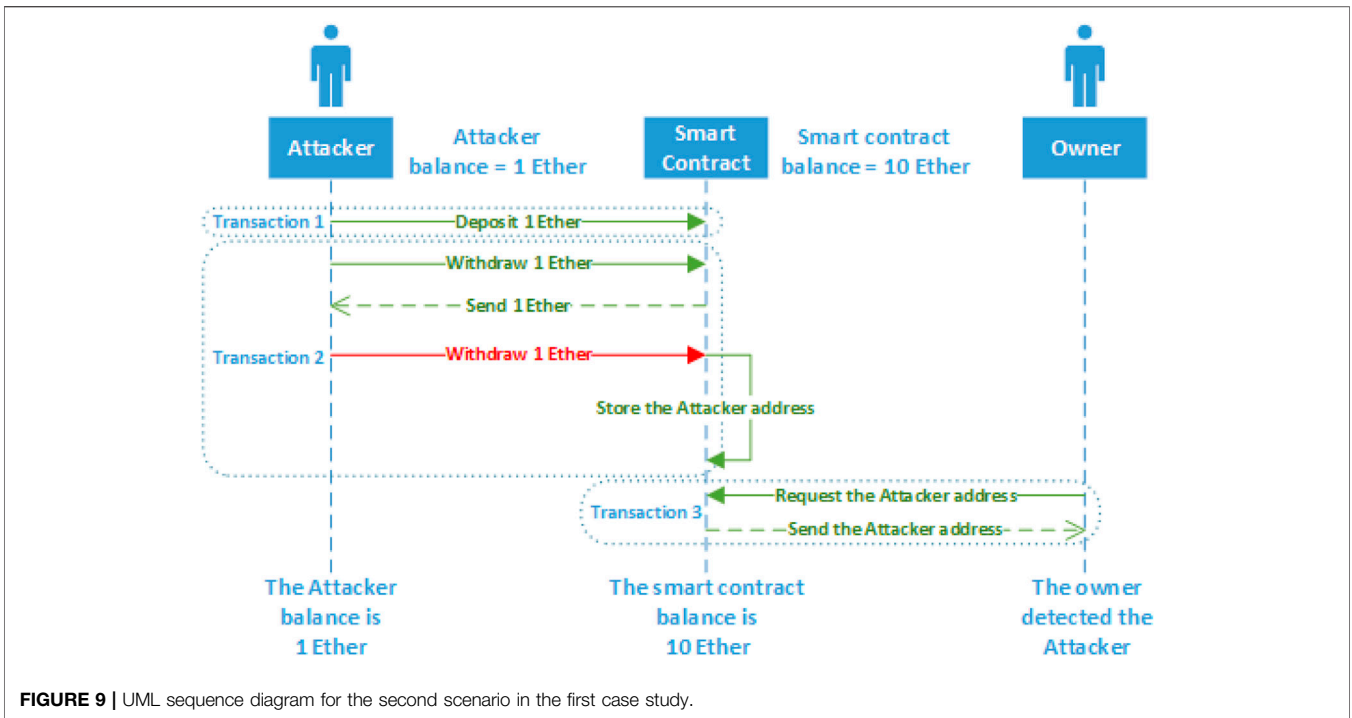 Attacker
Attacker
balance = 1 Ether
Smart
Contract
Smart contract
balance = 10 Ether
Owner
Transaction 1
Deposit 1 Ether
Withdraw 1 Ether
Send 1 Ether
Transaction 2
Withdraw 1 Ether
Store the Attacker address
Request the Attacker address
Transaction 3
Send the Attacker address
The Attacker
balance is
1 Ether
The smart contract
balance is
10 Ether
The owner
detected the
Attacker
FIGURE 9 | UML sequence diagram for the second scenario in the first case study.